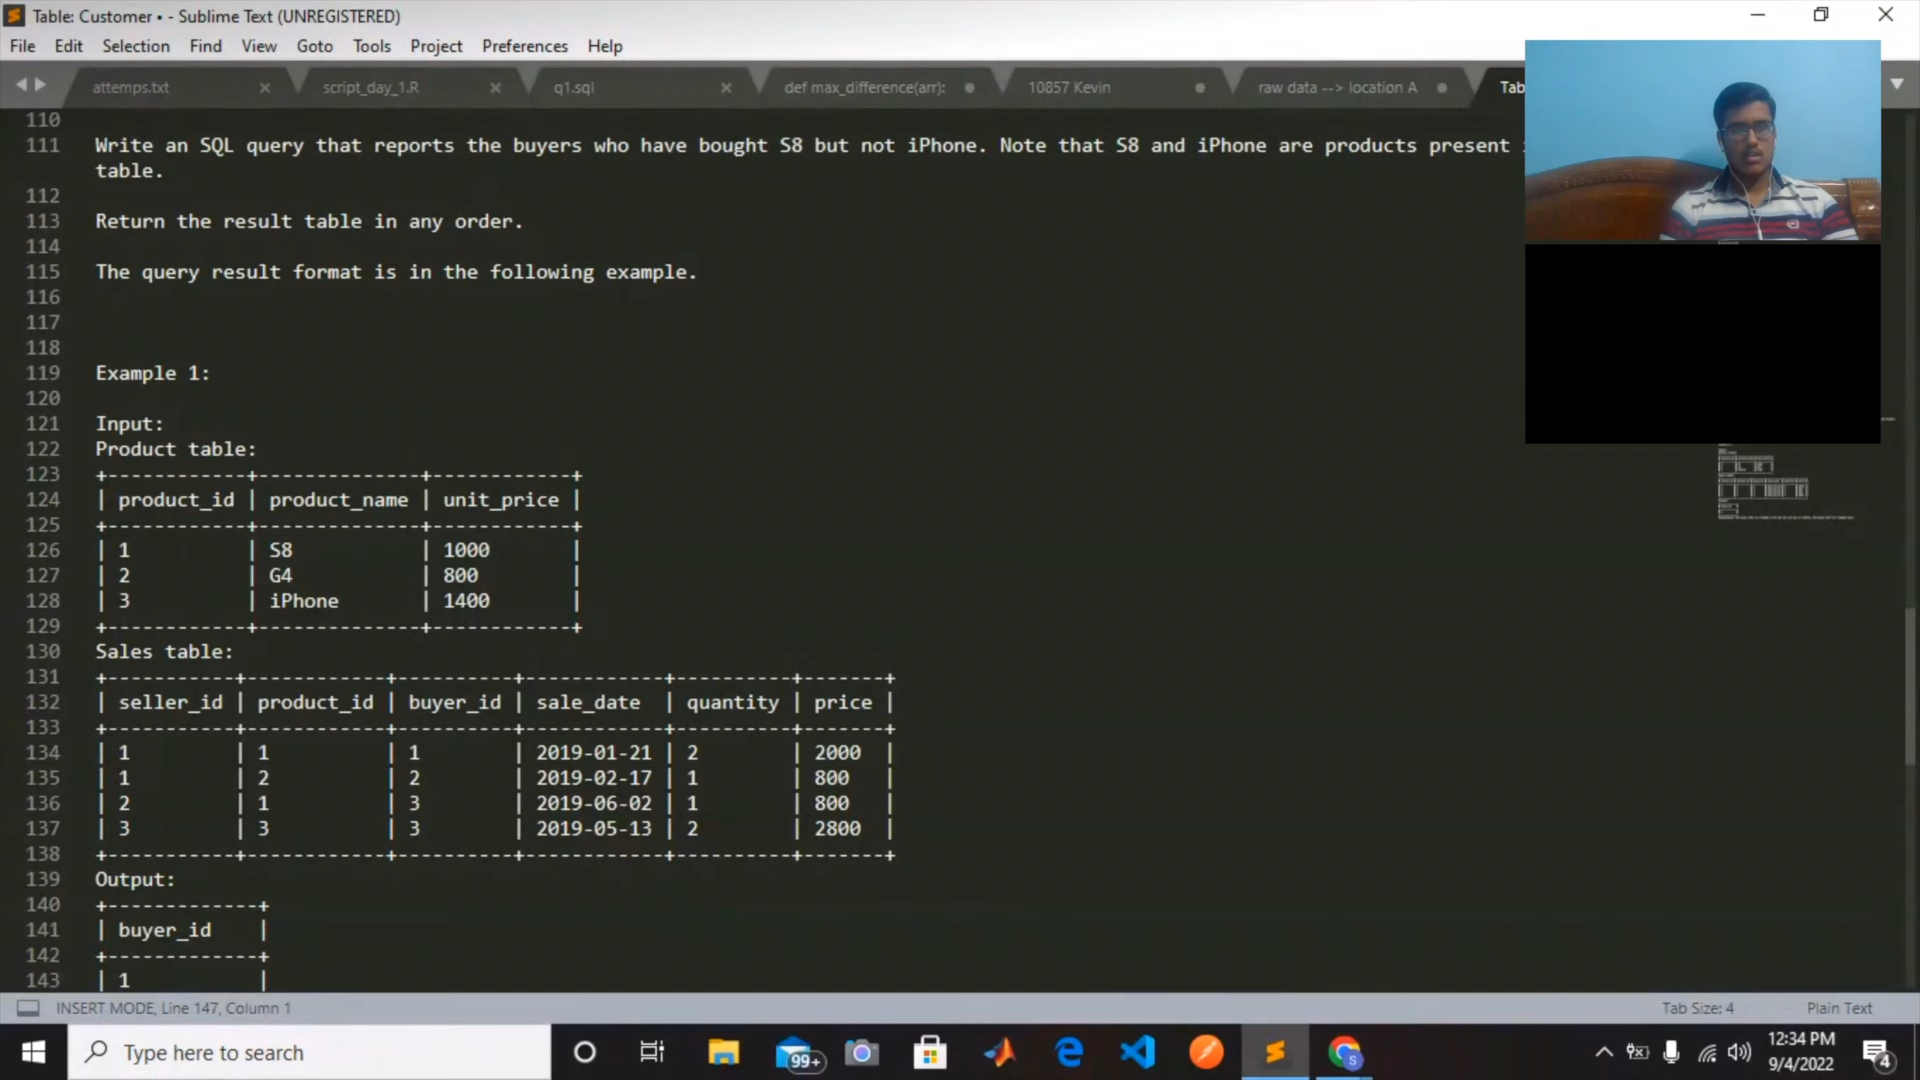 Table: Customer • - Sublime Text (UNREGISTERED)
File Edit Selection Find View Goto Tools Project Preferences Help
attemps.txt script_day_1.R q1.sql def max_difference(arr): 10857 Kevin raw data --> location A Tab
110
111 Write an SQL query that reports the buyers who have bought S8 but not iPhone. Note that S8 and iPhone are products present
table.
112
113 Return the result table in any order.
114
115 The query result format is in the following example.
116
117
118
119 Example 1:
120
121 Input:
122 Product table:
123 +------------+--------------+------------+
124 | product_id | product_name | unit_price |
125 +------------+--------------+------------+
126 | 1 | S8 | 1000 |
127 | 2 | G4 | 800 |
128 | 3 | iPhone | 1400 |
129 +------------+--------------+------------+
130 Sales table:
131 +-----------+------------+----------+------------+----------+-------+
132 | seller_id | product_id | buyer_id | sale_date | quantity | price |
133 +-----------+------------+----------+------------+----------+-------+
134 | 1 | 1 | 1 | 2019-01-21 | 2 | 2000 |
135 | 1 | 2 | 2 | 2019-02-17 | 1 | 800 |
136 | 2 | 1 | 3 | 2019-06-02 | 1 | 800 |
137 | 3 | 3 | 3 | 2019-05-13 | 2 | 2800 |
138 +-----------+------------+----------+------------+----------+-------+
139 Output:
140 +-------------+
141 | buyer_id |
142 +-------------+
143 | 1 |
INSERT MODE, Line 147, Column 1 Tab Size: 4 Plain Text
Type here to search 99+ S 12:34 PM
9/4/2022 4